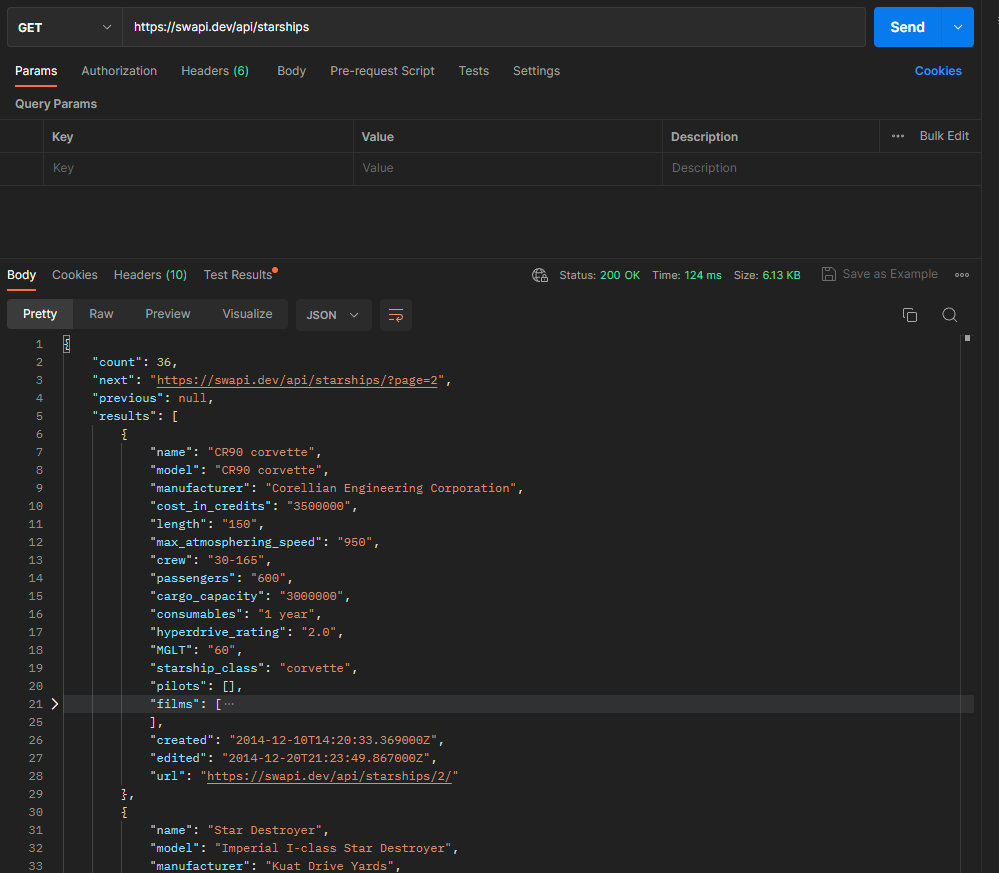 GET https://swapi.dev/api/starships Send
Params Authorization Headers (6) Body Pre-request Script Tests Settings Cookies
Query Params
Key Value Description ••• Bulk Edit
Key Value Description
Body Cookies Headers (10) Test Results Status: 200 OK Time: 124 ms Size: 6.13 KB Save as Example
Pretty Raw Preview Visualize JSON
1 {
2 "count": 36,
3 "next": "https://swapi.dev/api/starships/?page=2",
4 "previous": null,
5 "results": [
6 {
7 "name": "CR90 corvette",
8 "model": "CR90 corvette",
9 "manufacturer": "Corellian Engineering Corporation",
10 "cost_in_credits": "3500000",
11 "length": "150",
12 "max_atmosphering_speed": "950",
13 "crew": "30-165",
14 "passengers": "600",
15 "cargo_capacity": "3000000",
16 "consumables": "1 year",
17 "hyperdrive_rating": "2.0",
18 "MGLT": "60",
19 "starship_class": "corvette",
20 "pilots": [],
21 "films": [⋯
25 ],
26 "created": "2014-12-10T14:20:33.369000Z",
27 "edited": "2014-12-20T21:23:49.867000Z",
28 "url": "https://swapi.dev/api/starships/2/"
29 },
30 {
31 "name": "Star Destroyer",
32 "model": "Imperial I-class Star Destroyer",
33 "manufacturer": "Kuat Drive Yards",